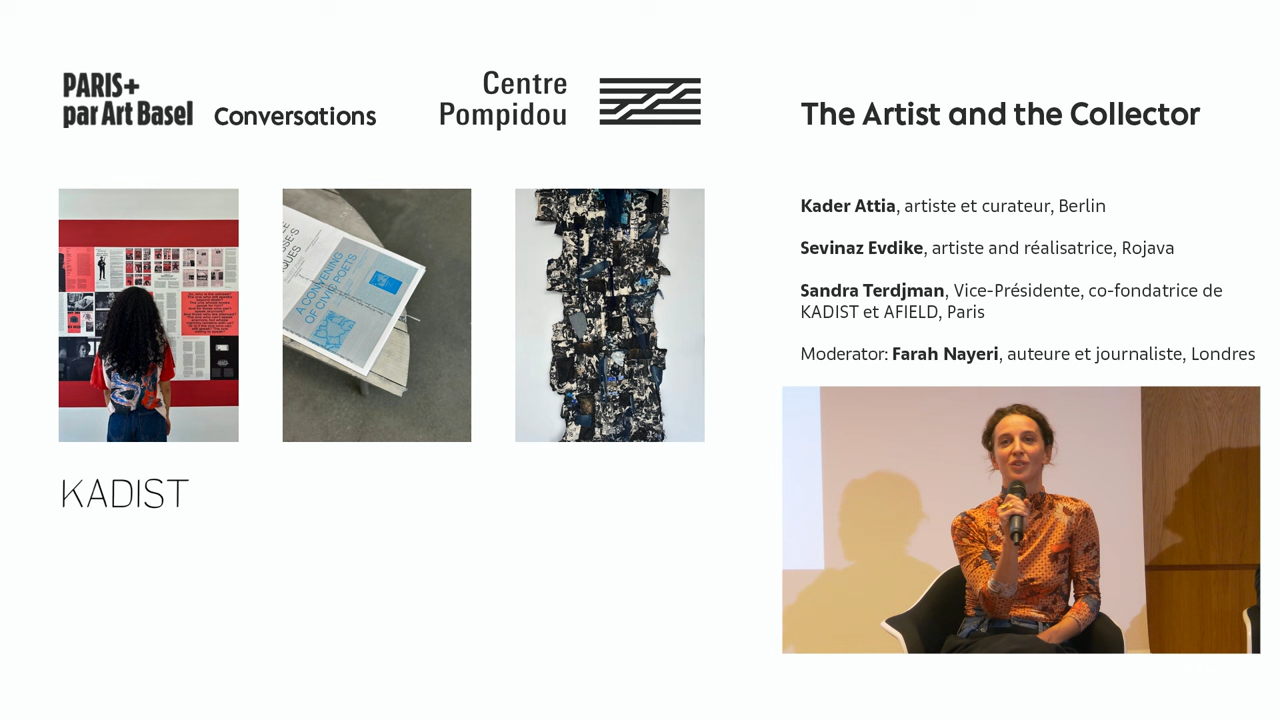 PARIS+
par Art Basel
Conversations
Centre
Pompidou
The Artist and the Collector
Kader Attia, artiste et curateur, Berlin
Sevinaz Evdike, artiste and réalisatrice, Rojava
Sandra Terdjman, Vice-Présidente, co-fondatrice de
KADIST et AFIELD, Paris
Moderator: Farah Nayeri, auteure et journaliste, Londres
A CONVENING
OF CIVIC POETS
KADIST